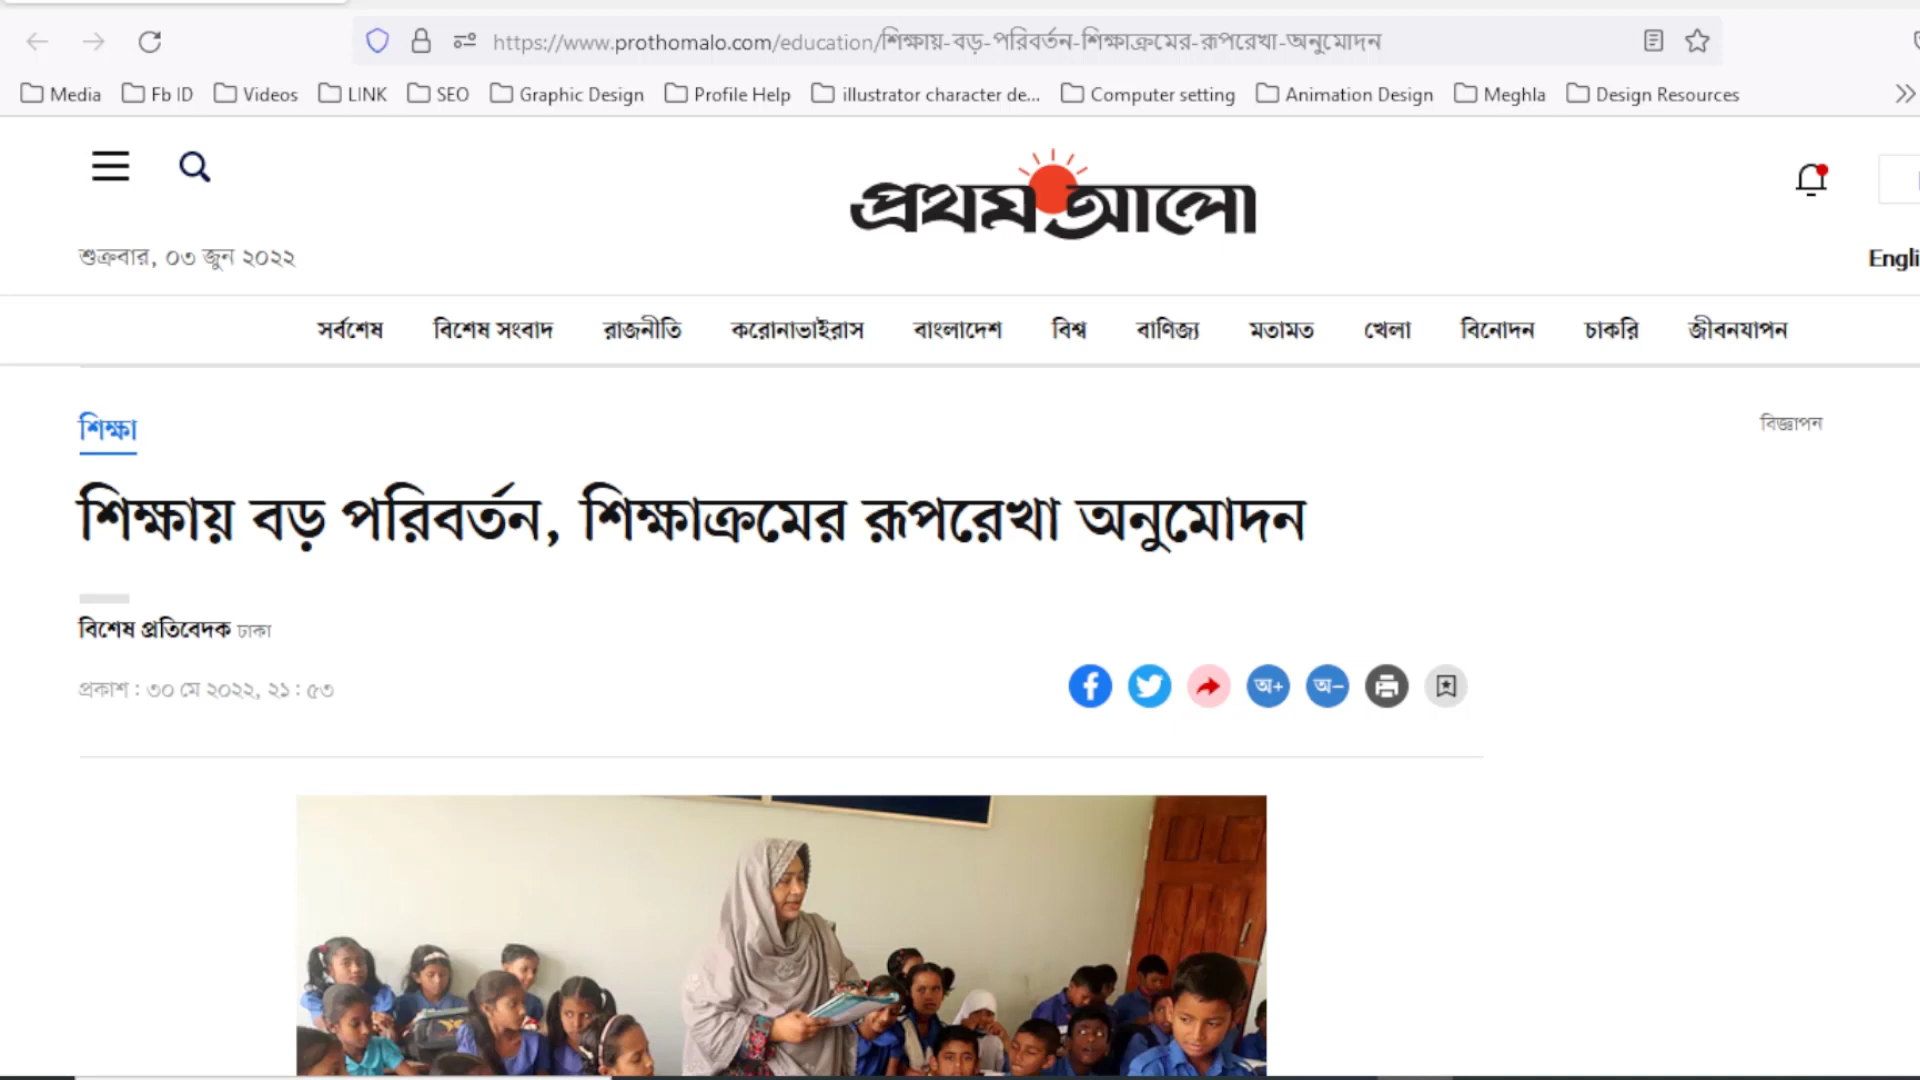 https://www.prothomalo.com/education/শিক্ষায়-বড়-পরিবর্তন-শিক্ষাক্রমের-রূপরেখা-অনুমোদন
Media Fb ID Videos LINK SEO Graphic Design Profile Help illustrator character de... Computer setting Animation Design Meghla Design Resources
প্রথম আলো
শুক্রবার, ০৩ জুন ২০২২
সর্বশেষ বিশেষ সংবাদ রাজনীতি করোনাভাইরাস বাংলাদেশ বিশ্ব বাণিজ্য মতামত খেলা বিনোদন চাকরি জীবনযাপন
শিক্ষা
বিজ্ঞাপন
শিক্ষায় বড় পরিবর্তন, শিক্ষাক্রমের রূপরেখা অনুমোদন
বিশেষ প্রতিবেদক ঢাকা
প্রকাশ : ৩০ মে ২০২২, ২১ : ৫৩
অ+ অ−